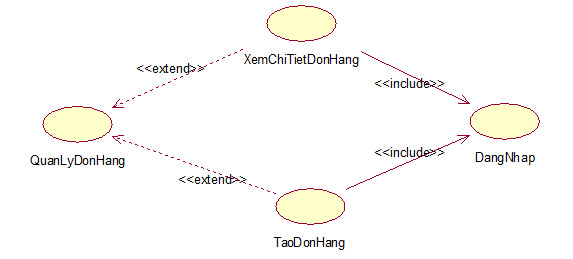 XemChiTietDonHang
<<extend>>
<<include>>
QuanLyDonHang
DangNhap
<<include>>
<<extend>>
TaoDonHang